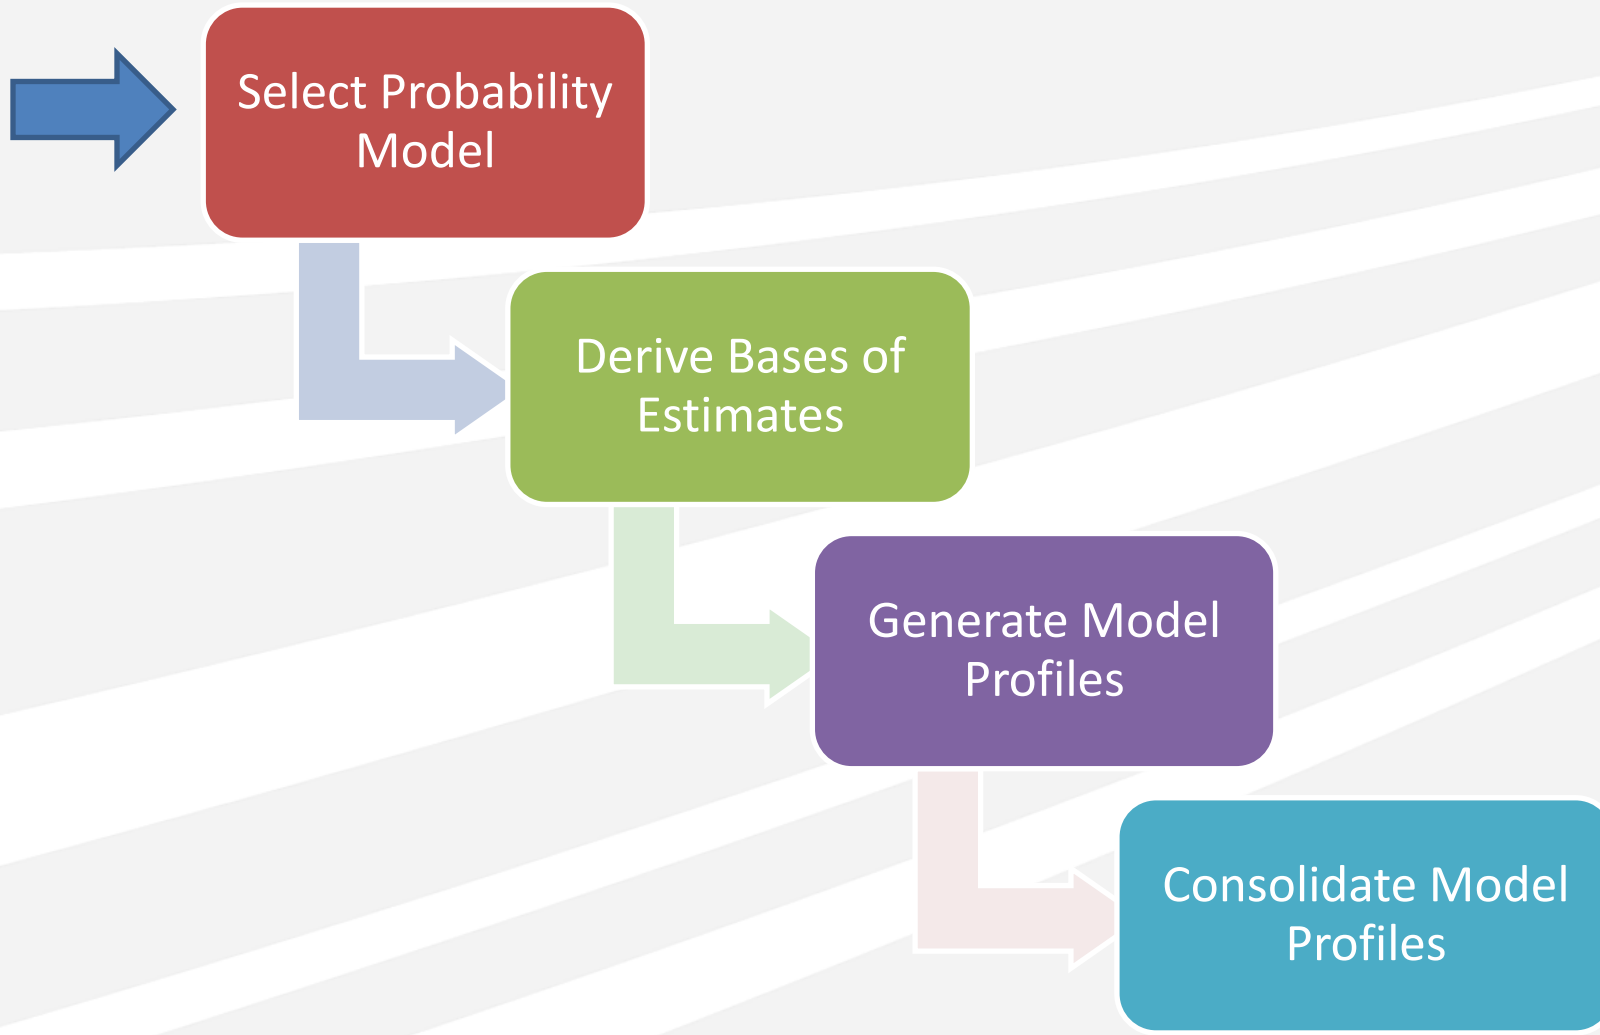 Select Probability
Model
Derive Bases of
Estimates
Generate Model
Profiles
Consolidate Model
Profiles